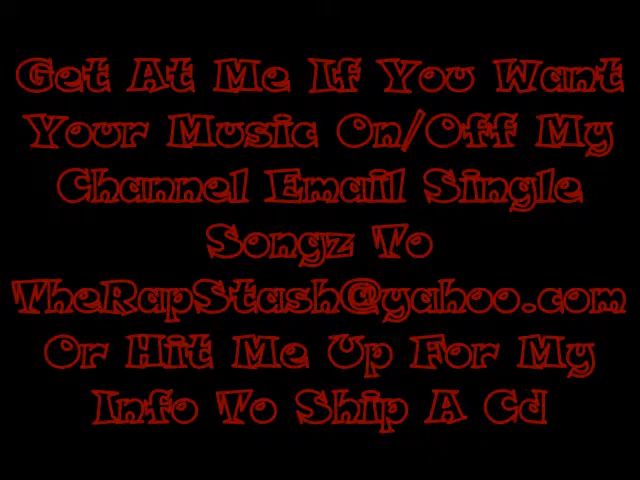 Get At Me If You Want
Your Music On/Off My
Channel Email Single
Songz To
TheRapStash@yahoo.com
Or Hit Me Up For My
Info To Ship A Cd